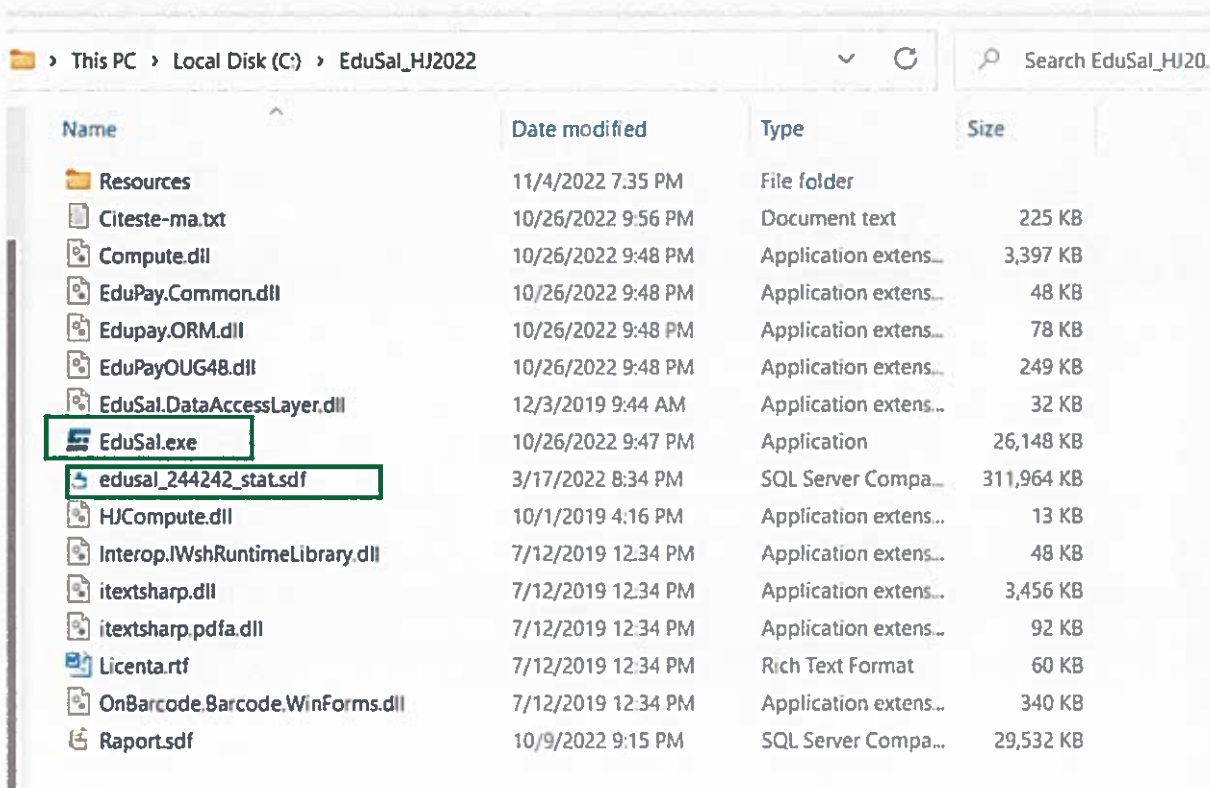 This PC > Local Disk (C:) > EduSal_HJ2022 Search EduSal_HJ20..
Name Date modified Type Size
Resources 11/4/2022 7:35 PM File folder
Citeste-ma.txt 10/26/2022 9:56 PM Document text 225 KB
Compute.dll 10/26/2022 9:48 PM Application extens... 3,397 KB
EduPay.Common.dll 10/26/2022 9:48 PM Application extens... 48 KB
Edupay.ORM.dll 10/26/2022 9:48 PM Application extens... 78 KB
EduPayOUG48.dll 10/26/2022 9:48 PM Application extens... 249 KB
EduSal.DataAccessLayer.dll 12/3/2019 9:44 AM Application extens... 32 KB
EduSal.exe 10/26/2022 9:47 PM Application 26,148 KB
edusal_244242_stat.sdf 3/17/2022 8:34 PM SQL Server Compa... 311,964 KB
HJCompute.dll 10/1/2019 4:16 PM Application extens... 13 KB
Interop.IWshRuntimeLibrary.dll 7/12/2019 12:34 PM Application extens... 48 KB
itextsharp.dll 7/12/2019 12:34 PM Application extens... 3,456 KB
itextsharp.pdfa.dll 7/12/2019 12:34 PM Application extens... 92 KB
Licenta.rtf 7/12/2019 12:34 PM Rich Text Format 60 KB
OnBarcode.Barcode.WinForms.dll 7/12/2019 12:34 PM Application extens... 340 KB
Raport.sdf 10/9/2022 9:15 PM SQL Server Compa... 29,532 KB